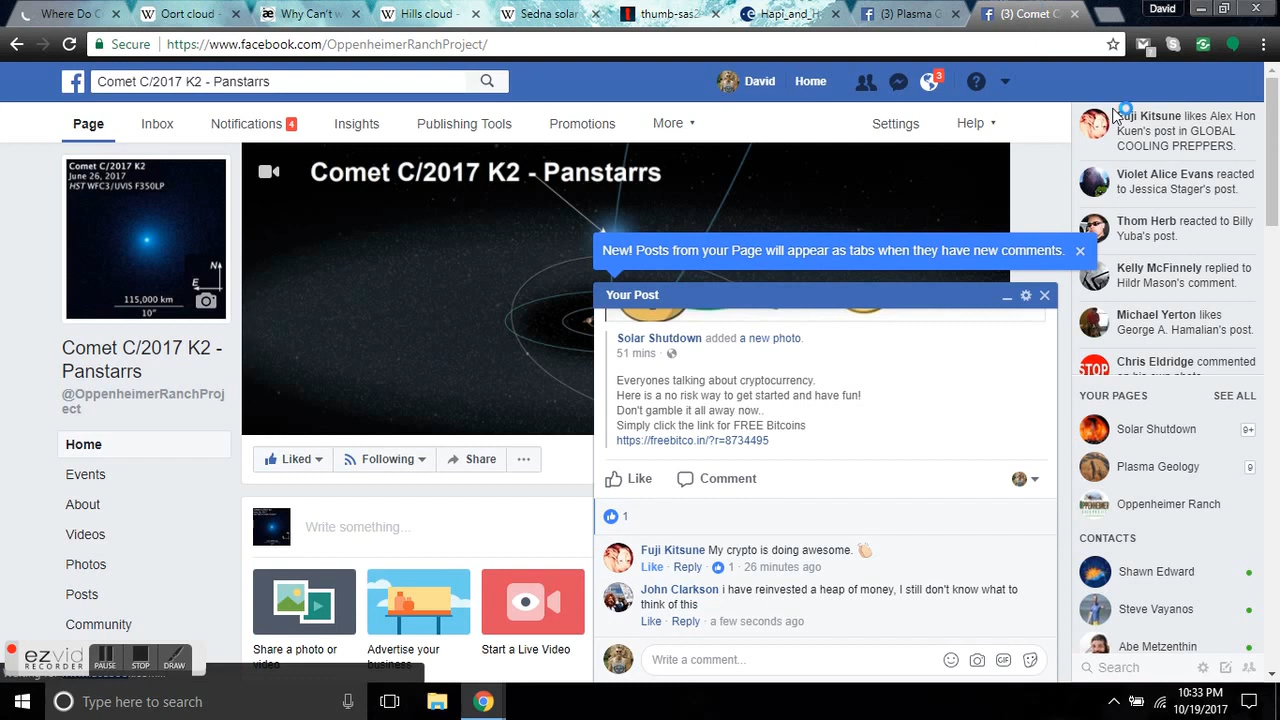 Where Do C
Oort cloud -
Why Can't w
Hills cloud -
Sedna solar
thumb-sas2
Hapi_and_H
(3) Plasma G
(3) Comet C
David
Secure
https://www.facebook.com/OppenheimerRanchProject/
Comet C/2017 K2 - Panstarrs
David
Home
3
Page
Inbox
Notifications 4
Insights
Publishing Tools
Promotions
More
Settings
Help
Comet C/2017 K2
June 26, 2017
HST WFC3/UVIS F350LP
N
E
115,000 km
10"
Comet C/2017 K2 - Panstarrs
Comet C/2017 K2 -
Panstarrs
@OppenheimerRanchProj
ect
Home
Events
About
Videos
Photos
Posts
Community
Liked
Following
Share
Write something...
Share a photo or
video
Advertise your
business
Start a Live Video
New! Posts from your Page will appear as tabs when they have new comments.
Your Post
Solar Shutdown added a new photo.
51 mins
Everyones talking about cryptocurrency.
Here is a no risk way to get started and have fun!
Don't gamble it all away now..
Simply click the link for FREE Bitcoins
https://freebitco.in/?r=8734495
Like
Comment
1
Fuji Kitsune My crypto is doing awesome.
Like · Reply · 1 · 26 minutes ago
John Clarkson i have reinvested a heap of money, I still don't know what to
think of this
Like · Reply · a few seconds ago
Write a comment...
GIF
Kitsune likes Alex Hon
Kuen's post in GLOBAL
COOLING PREPPERS.
Violet Alice Evans reacted
to Jessica Stager's post.
Thom Herb reacted to Billy
Yuba's post.
Kelly McFinnely replied to
Hildr Mason's comment.
Michael Yerton likes
George A. Hamalian's post.
STOP
Chris Eldridge commented
on his own photo
YOUR PAGES
SEE ALL
Solar Shutdown
9+
Plasma Geology
9
Oppenheimer Ranch
CONTACTS
Shawn Edward
Steve Vayanos
Abe Metzenthin
Search
ezvid
RECORDER
PAUSE
STOP
DRAW
Type here to search
10:33 PM
10/19/2017